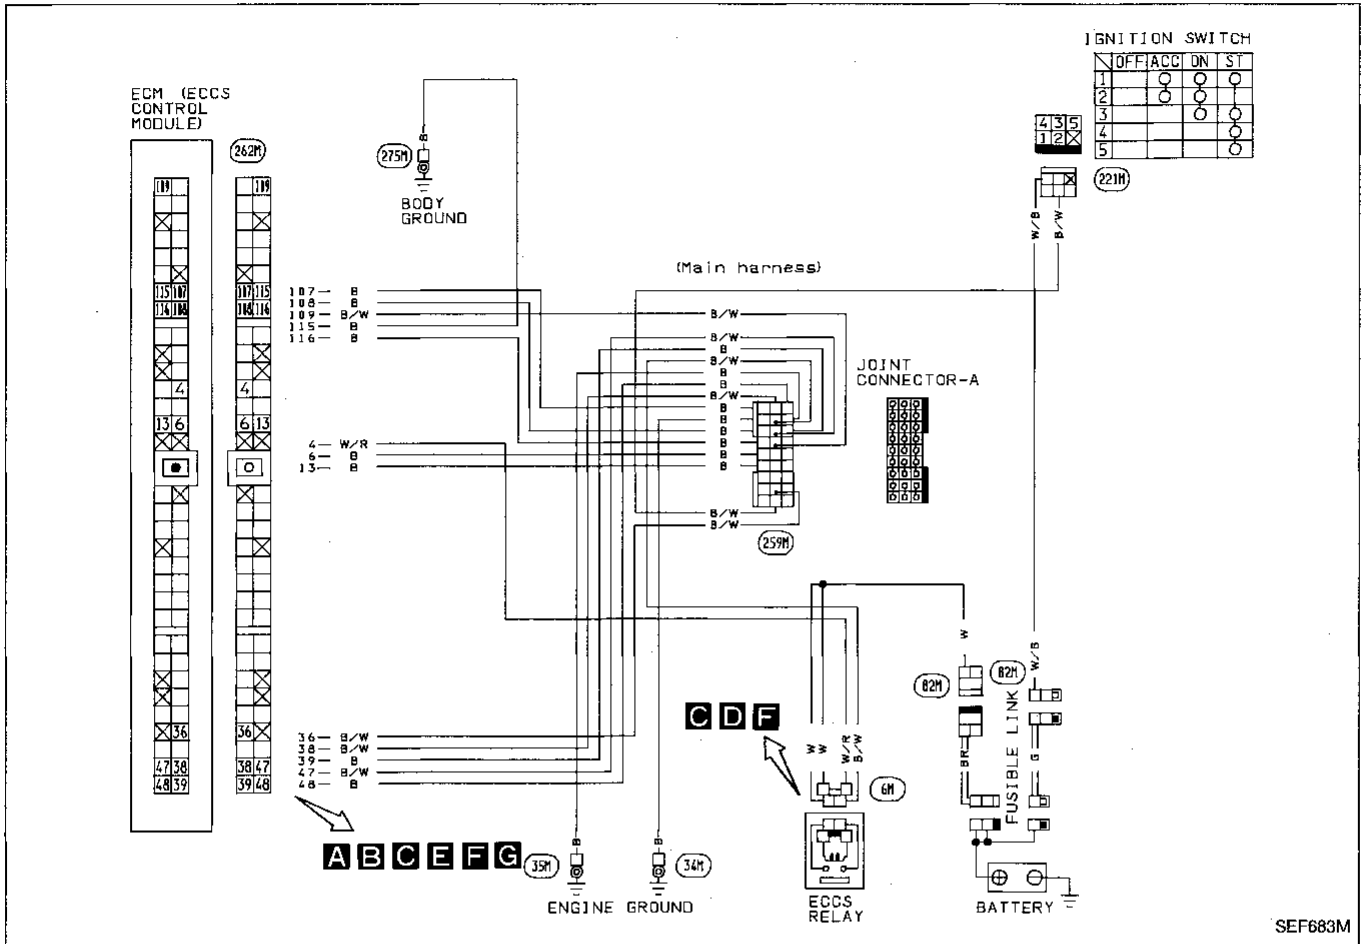 IGNITION SWITCH
OFF ACC ON ST
1
2
3
4
5
4 3 5
1 2
221M
ECM (ECCS
CONTROL
MODULE)
262M
275M
B
BODY
GROUND
W/B
B/W
(Main harness)
109 109
115 107 107 115
116 108 108 116
4 4
13 6 6 13
36 36
47 38 38 47
48 39 39 48
107 — B
108 — B
109 — B/W
115 — B
116 — B
4 — W/R
6 — B
13 — B
36 — B/W
38 — B/W
39 — B
47 — B/W
48 — B
B/W
B/W
B
B/W
B
B
B/W
B
B
B
B
B
B
B/W
B/W
259M
JOINT
CONNECTOR-A
W
W/B
82M
82M
FUSIBLE LINK
BR
G
C D F
W
W
W/R
B/W
6M
A B C E F G
B
35M
B
34M
ENGINE GROUND
ECCS
RELAY
BATTERY
SEF683M